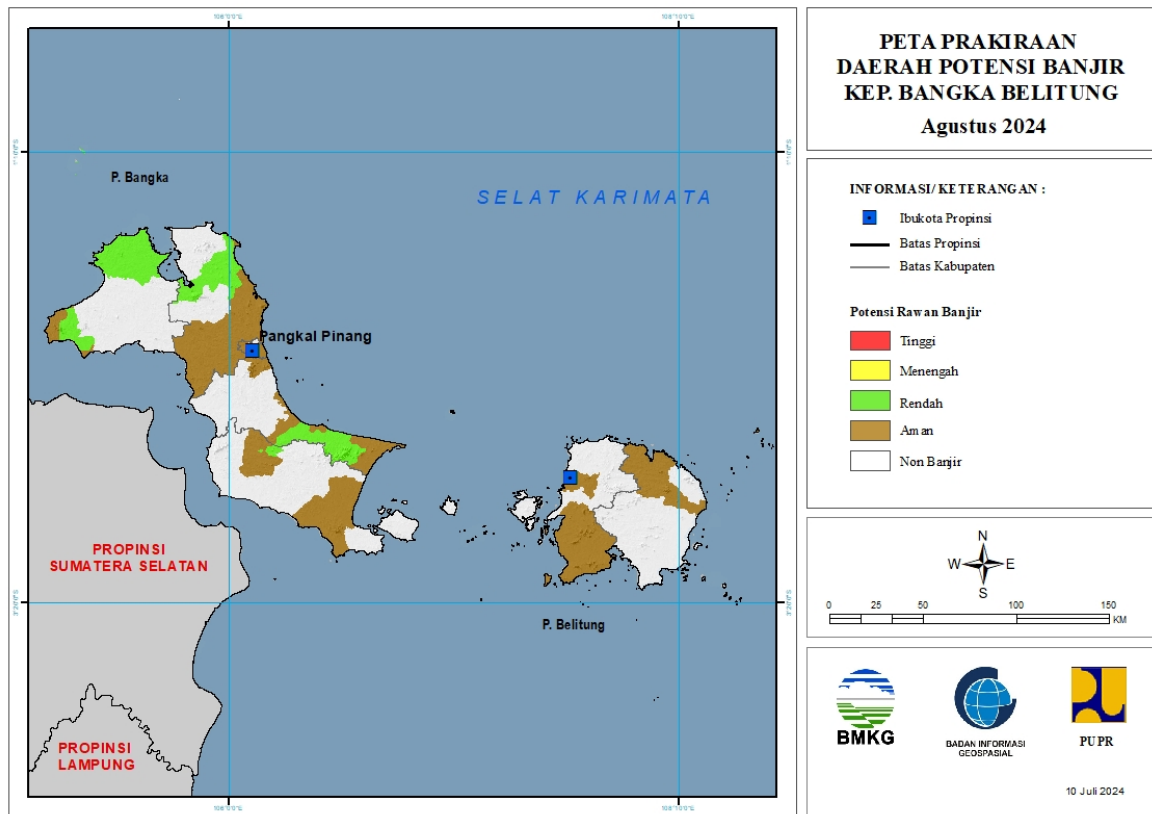 PETA PRAKIRAAN
DAERAH POTENSI BANJIR
KEP. BANGKA BELITUNG
Agustus 2024
P. Bangka
SELAT KARIMATA
Pangkal Pinang
PROPINSI
SUMATERA SELATAN
P. Belitung
PROPINSI
LAMPUNG
INFORMASI/ KETERANGAN :
Ibukota Propinsi
Batas Propinsi
Batas Kabupaten
Potensi Rawan Banjir
Tinggi
Menengah
Rendah
Aman
Non Banjir
N
W E
S
0 25 50 100 150
KM
BMKG
BADAN INFORMASI
GEOSPASIAL
PUPR
10 Juli 2024